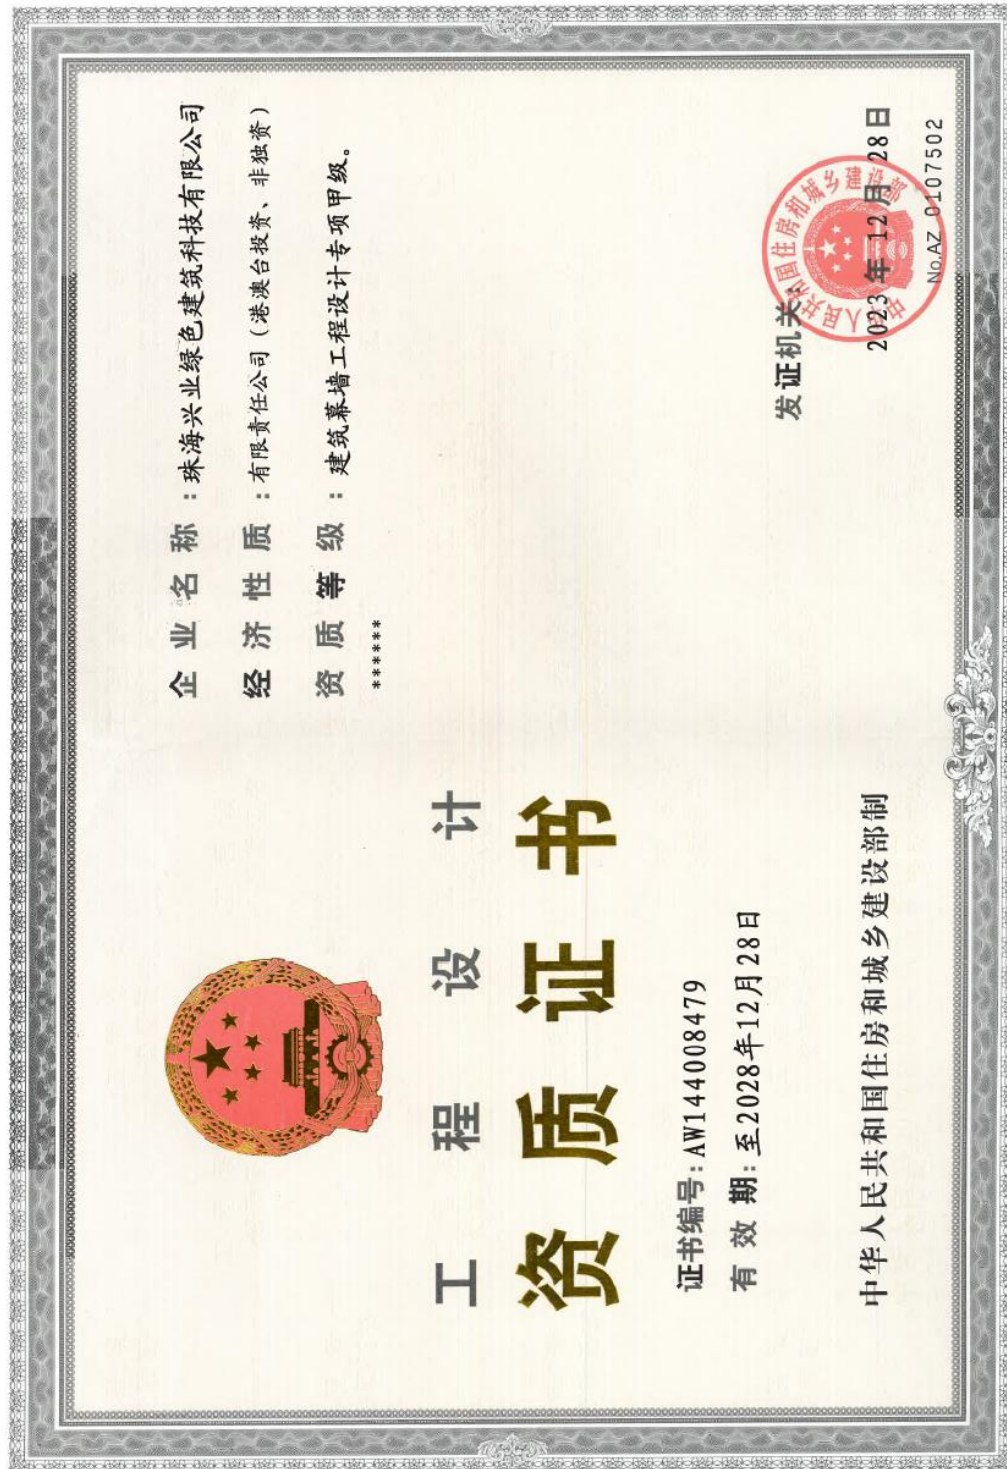 工程设计
资质证书
证书编号：AW144008479
有效期：至2028年12月28日
中华人民共和国住房和城乡建设部制
企业名称：珠海兴业绿色建筑科技有限公司
经济性质：有限责任公司（港澳台投资、非独资）
资质等级：建筑幕墙工程设计专项甲级。
******
发证机关：
中华人民共和国住房和城乡建设部
2023年12月28日
No.AZ 0107502